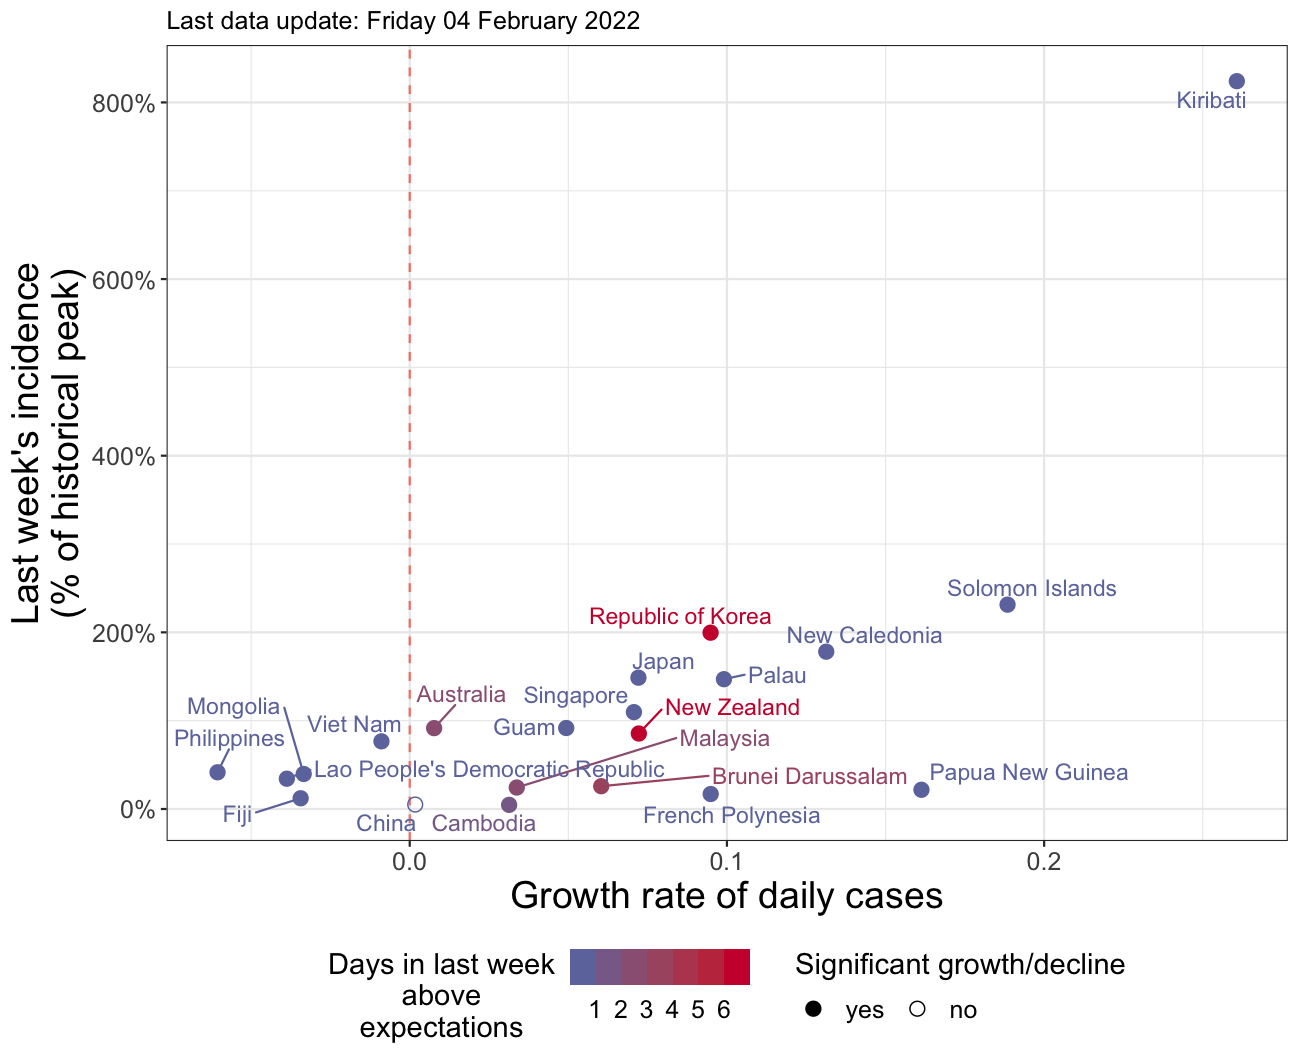 Last data update: Friday 04 February 2022
Last week's incidence
(% of historical peak)
800%
600%
400%
200%
0%
Kiribati
Solomon Islands
Republic of Korea
New Caledonia
Japan
Palau
Australia
Singapore
Mongolia
New Zealand
Viet Nam
Guam
Philippines
Malaysia
Lao People's Democratic Republic
Brunei Darussalam
Papua New Guinea
Fiji
China
Cambodia
French Polynesia
0.0
0.1
0.2
Growth rate of daily cases
Days in last week
above
expectations
1 2 3 4 5 6
Significant growth/decline
yes
no